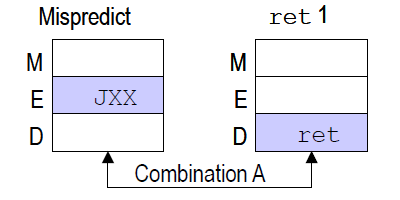 Mispredict ret 1
M M
E JXX E
D D ret
Combination A